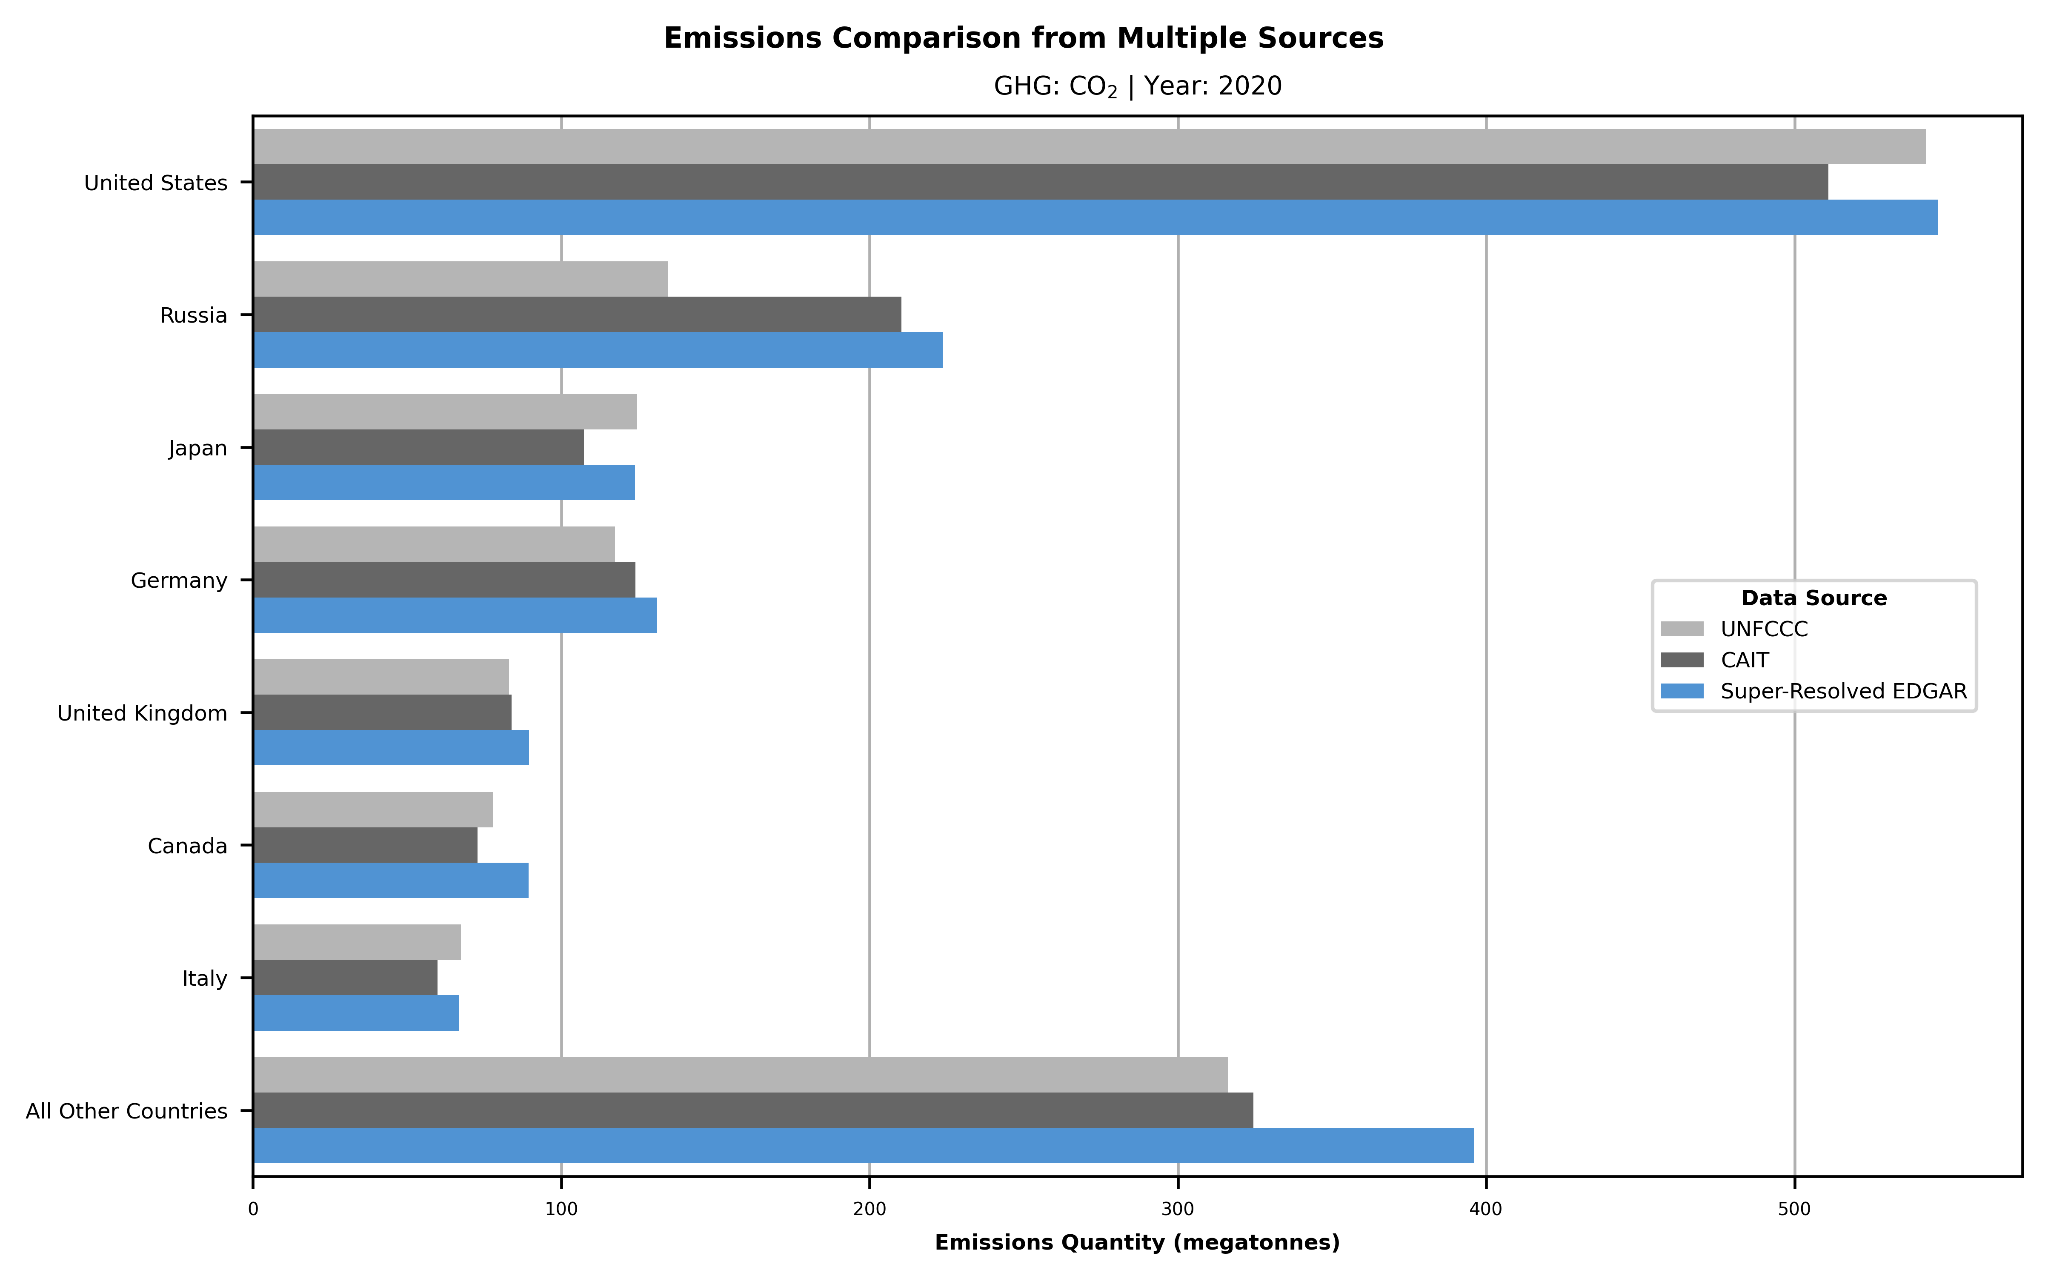 Emissions Comparison from Multiple Sources
GHG: CO₂ | Year: 2020
United States
Russia
Japan
Germany
United Kingdom
Canada
Italy
All Other Countries
Data Source
UNFCCC
CAIT
Super-Resolved EDGAR
0 100 200 300 400 500
Emissions Quantity (megatonnes)